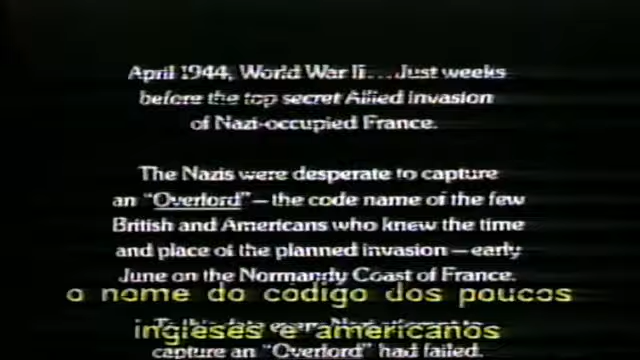 April 1944, World War II....Just weeks
before the top secret Allied invasion
of Nazi-occupied France.
The Nazis were desperate to capture
an "Overlord"—the code name of the few
British and Americans who knew the time
and place of the planned invasion—early
June on the Normandy Coast of France.
o nome do código dos poucos
ingleses e americanos
capture an "Overlord" had failed.